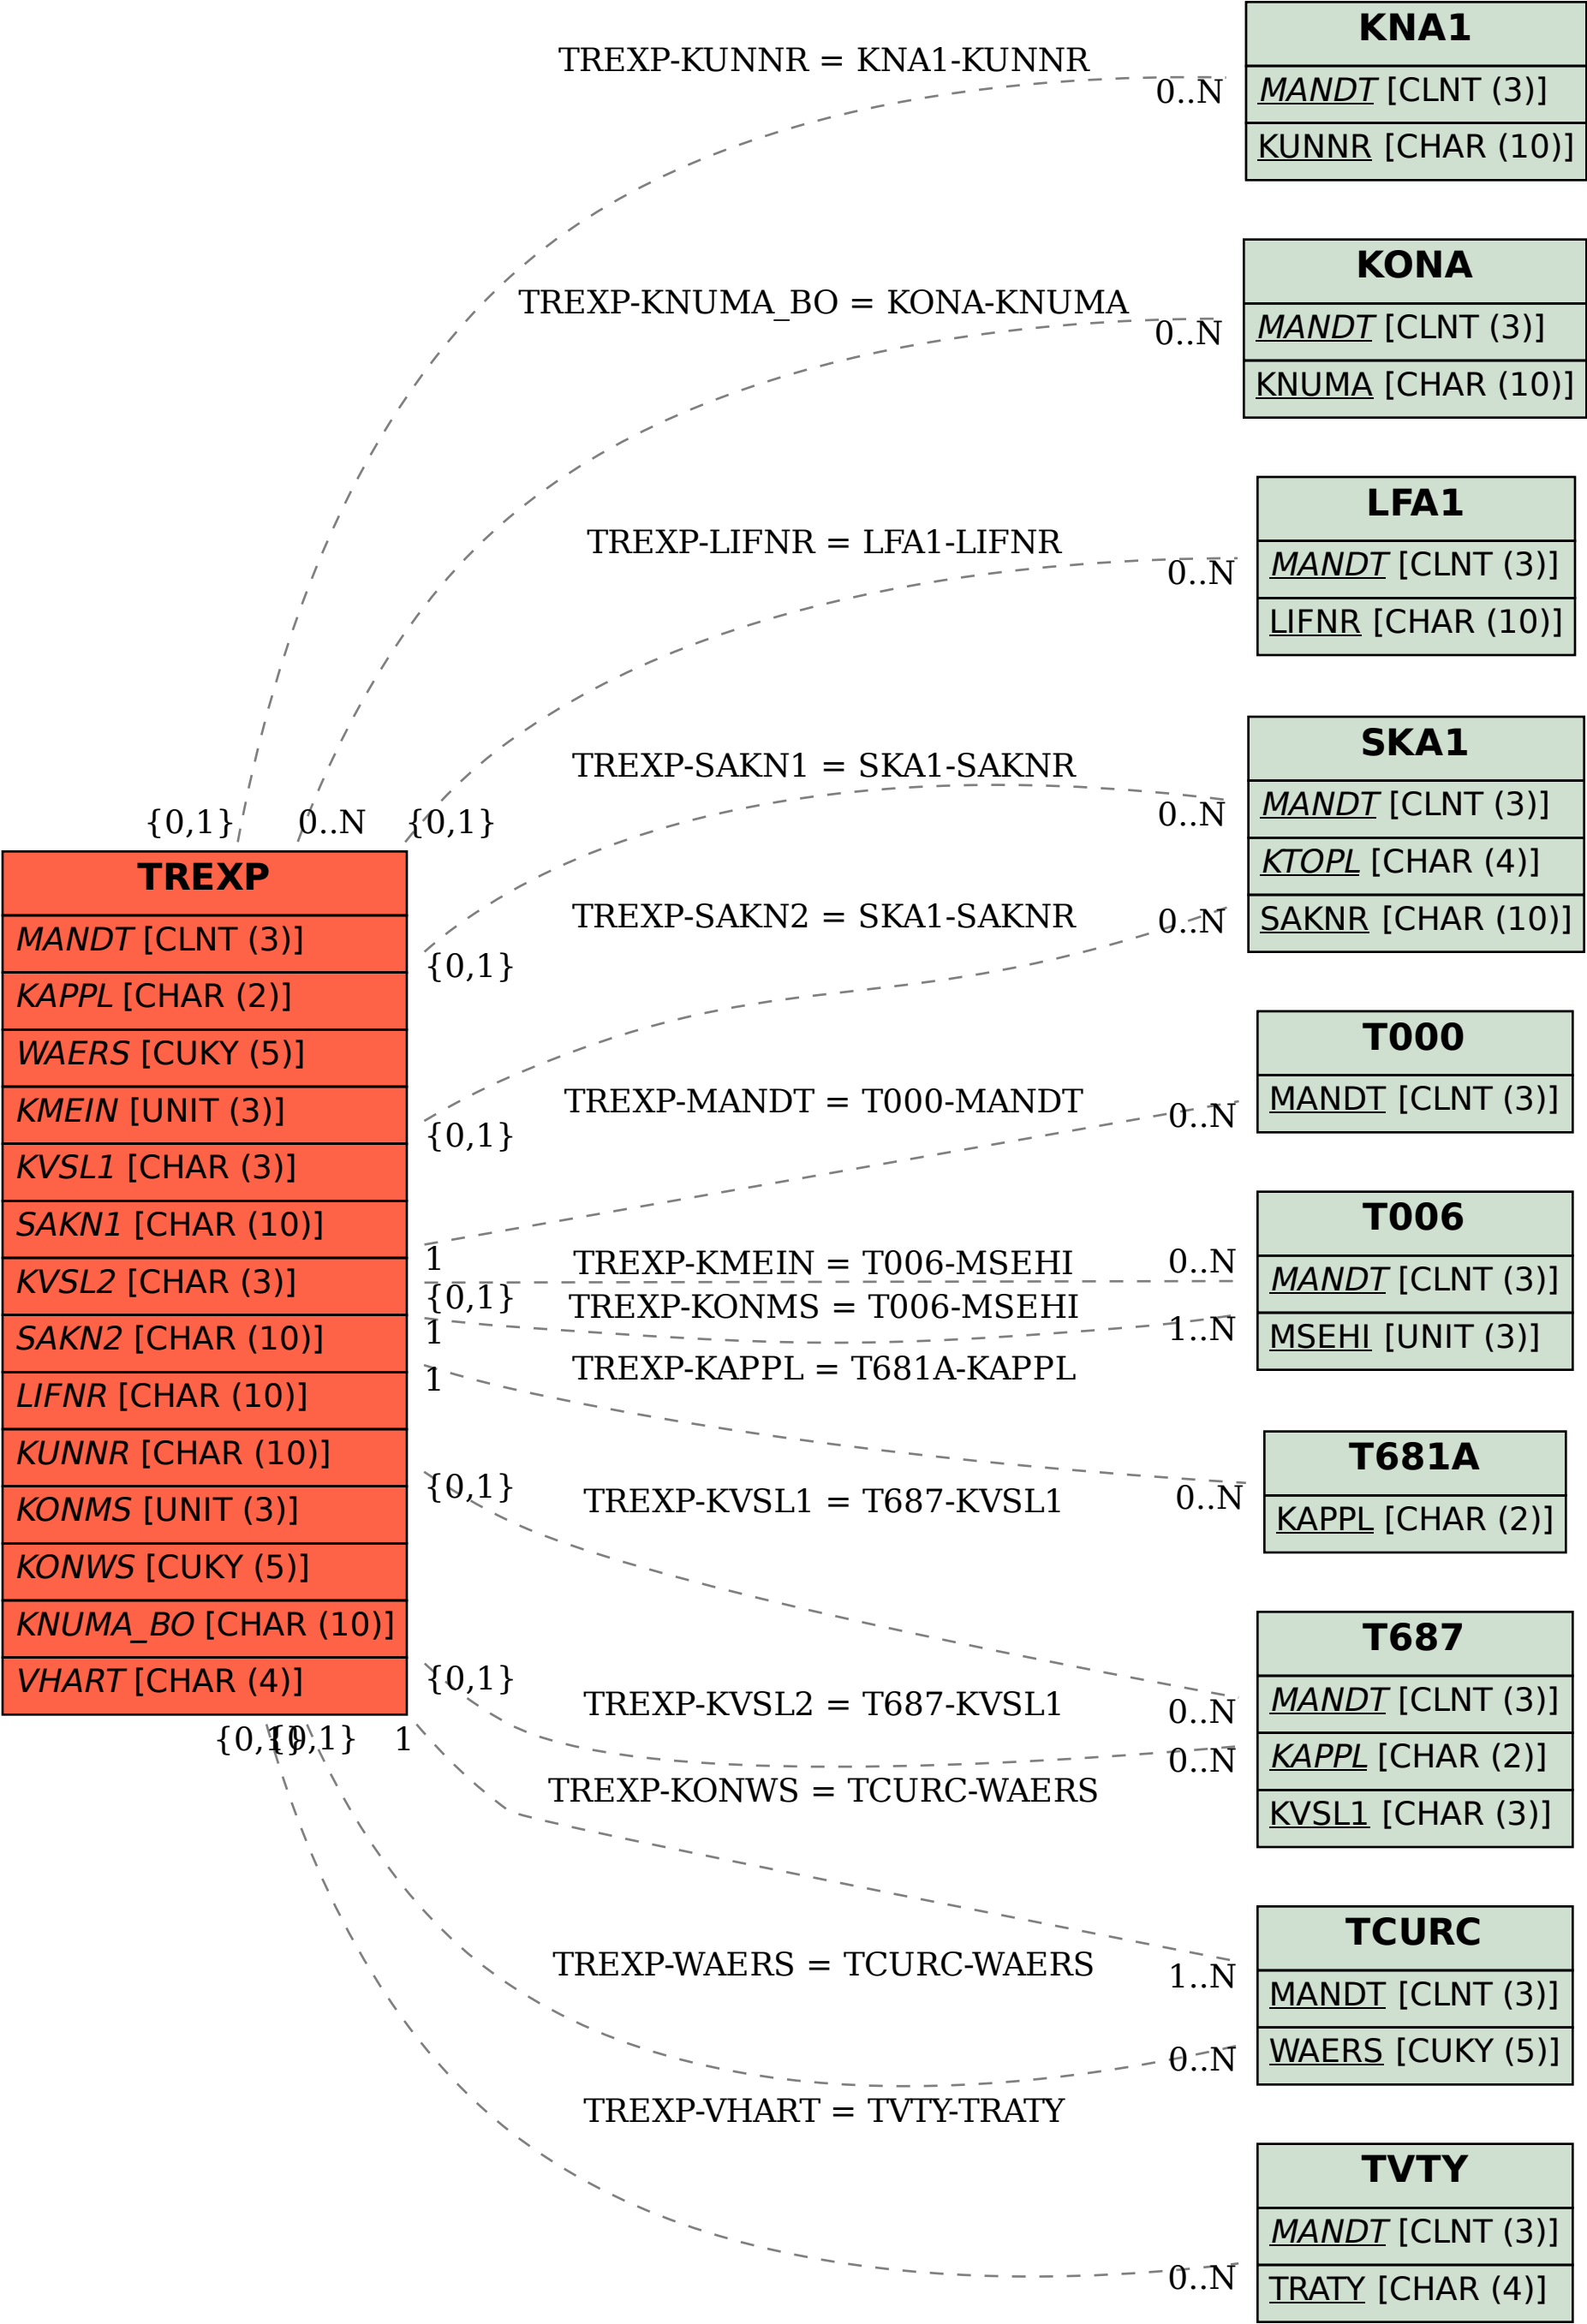 KNA1
MANDT [CLNT (3)]
KUNNR [CHAR (10)]
TREXP-KUNNR = KNA1-KUNNR
0..N
{0,1}
KONA
MANDT [CLNT (3)]
KNUMA [CHAR (10)]
TREXP-KNUMA_BO = KONA-KNUMA
0..N
0..N
LFA1
MANDT [CLNT (3)]
LIFNR [CHAR (10)]
TREXP-LIFNR = LFA1-LIFNR
0..N
{0,1}
SKA1
MANDT [CLNT (3)]
KTOPL [CHAR (4)]
SAKNR [CHAR (10)]
TREXP-SAKN1 = SKA1-SAKNR
0..N
{0,1}
TREXP-SAKN2 = SKA1-SAKNR
0..N
{0,1}
TREXP
MANDT [CLNT (3)]
KAPPL [CHAR (2)]
WAERS [CUKY (5)]
KMEIN [UNIT (3)]
KVSL1 [CHAR (3)]
SAKN1 [CHAR (10)]
KVSL2 [CHAR (3)]
SAKN2 [CHAR (10)]
LIFNR [CHAR (10)]
KUNNR [CHAR (10)]
KONMS [UNIT (3)]
KONWS [CUKY (5)]
KNUMA_BO [CHAR (10)]
VHART [CHAR (4)]
T000
MANDT [CLNT (3)]
TREXP-MANDT = T000-MANDT
0..N
1
T006
MANDT [CLNT (3)]
MSEHI [UNIT (3)]
TREXP-KMEIN = T006-MSEHI
0..N
{0,1}
TREXP-KONMS = T006-MSEHI
1..N
1
T681A
KAPPL [CHAR (2)]
TREXP-KAPPL = T681A-KAPPL
0..N
1
T687
MANDT [CLNT (3)]
KAPPL [CHAR (2)]
KVSL1 [CHAR (3)]
TREXP-KVSL1 = T687-KVSL1
0..N
{0,1}
TREXP-KVSL2 = T687-KVSL1
0..N
{0,1}
TCURC
MANDT [CLNT (3)]
WAERS [CUKY (5)]
TREXP-KONWS = TCURC-WAERS
1..N
1
TREXP-WAERS = TCURC-WAERS
0..N
{0,1}
TVTY
MANDT [CLNT (3)]
TRATY [CHAR (4)]
TREXP-VHART = TVTY-TRATY
0..N
{0,1}